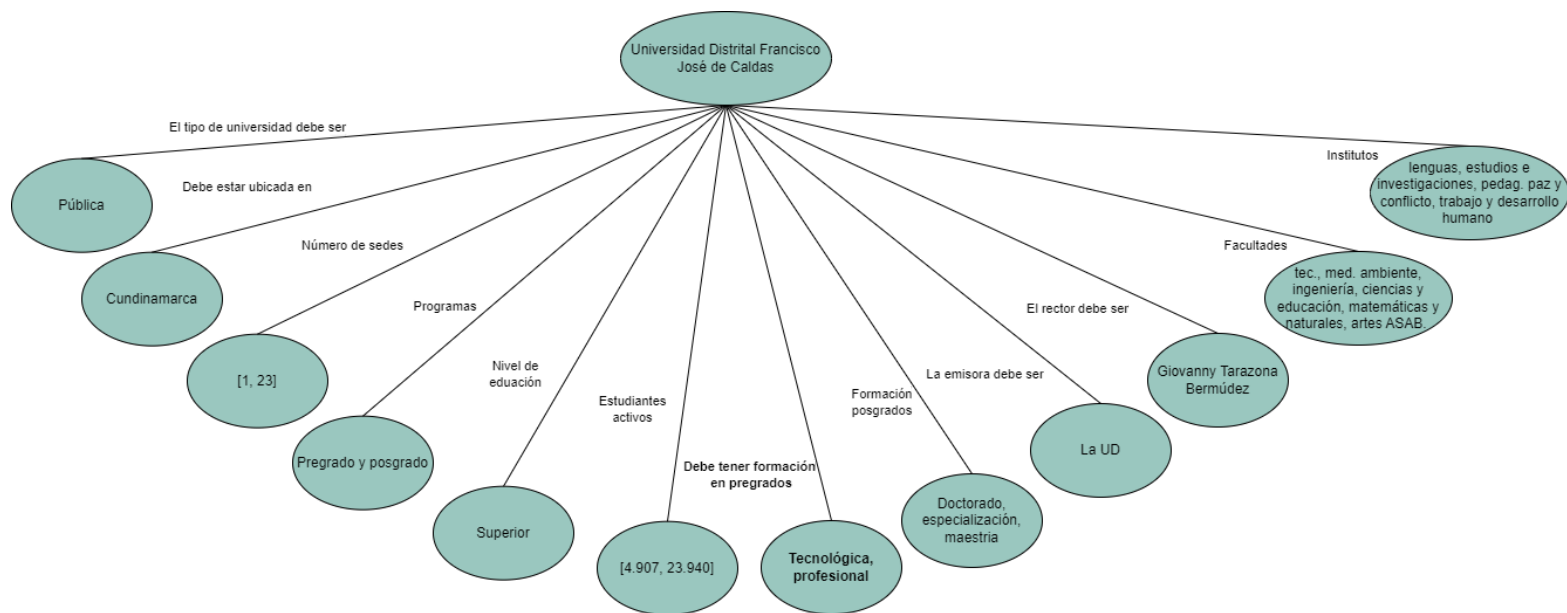 Universidad Distrital Francisco
José de Caldas
El tipo de universidad debe ser
Pública
Debe estar ubicada en
Cundinamarca
Número de sedes
[1, 23]
Programas
Pregrado y posgrado
Nivel de
eduación
Superior
Estudiantes
activos
[4.907, 23.940]
Debe tener formación
en pregrados
Tecnológica,
profesional
Formación
posgrados
Doctorado,
especialización,
maestria
La emisora debe ser
La UD
El rector debe ser
Giovanny Tarazona
Bermúdez
Facultades
tec., med. ambiente,
ingeniería, ciencias y
educación, matemáticas y
naturales, artes ASAB.
Institutos
lenguas, estudios e
investigaciones, pedag. paz y
conflicto, trabajo y desarrollo
humano